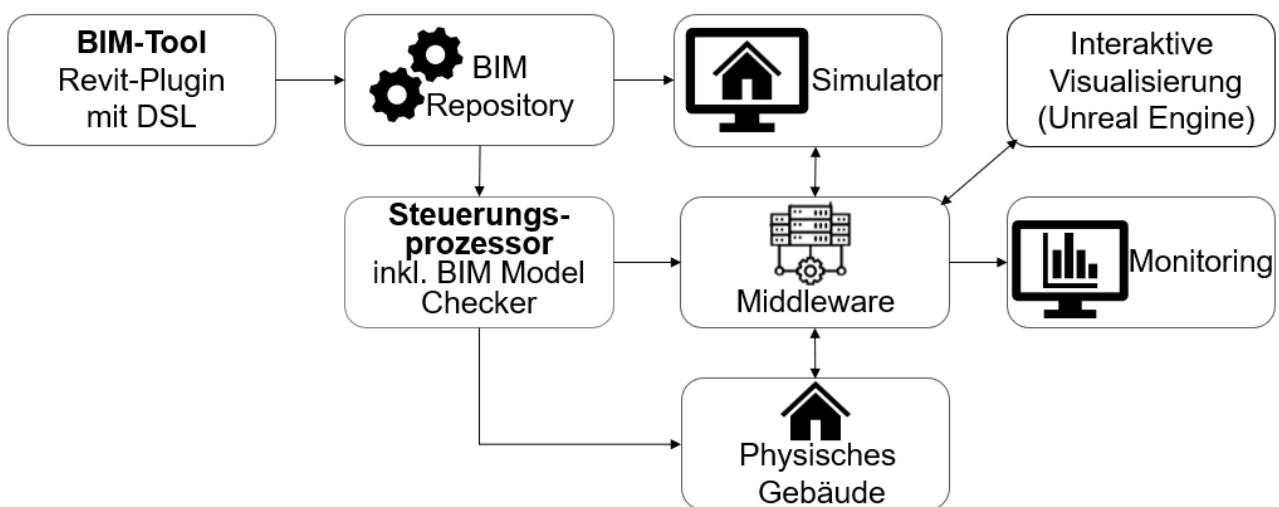 BIM-Tool
Revit-Plugin
mit DSL
BIM
Repository
Simulator
Interaktive
Visualisierung
(Unreal Engine)
Steuerungs-
prozessor
inkl. BIM Model
Checker
Middleware
Monitoring
Physisches
Gebäude